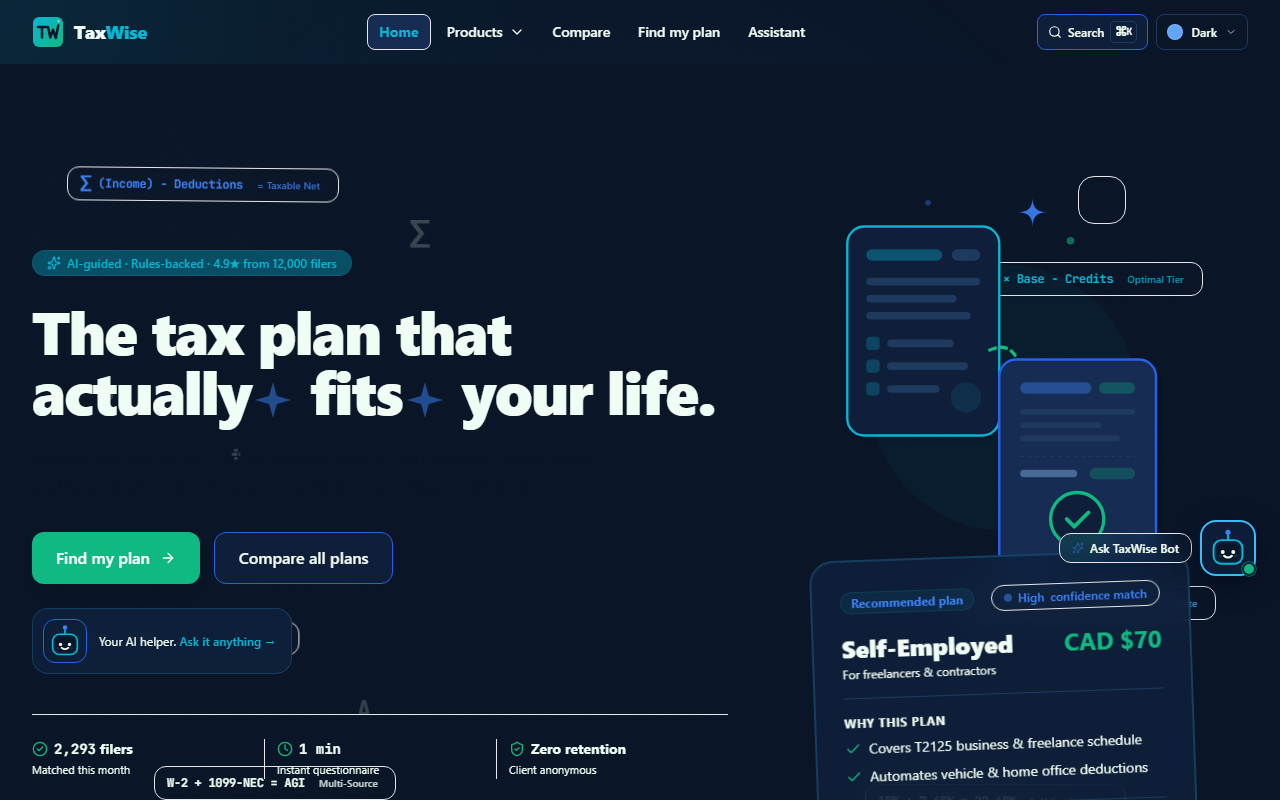 TW TaxWise
Home
Products
Compare
Find my plan
Assistant
Search ⌘K
Dark
Σ (Income) - Deductions = Taxable Net
Σ
AI-guided · Rules-backed · 4.9★ from 12,000 filers
× Base - Credits Optimal Tier
The tax plan that
actually fits your life.
÷
Find my plan →
Compare all plans
Ask TaxWise Bot
Your AI helper. Ask it anything →
Recommended plan
High confidence match
Self-Employed
CAD $70
For freelancers & contractors
WHY THIS PLAN
Covers T2125 business & freelance schedule
Automates vehicle & home office deductions
2,293 filers
Matched this month
1 min
Instant questionnaire
Zero retention
Client anonymous
W-2 + 1099-NEC = AGI Multi-Source